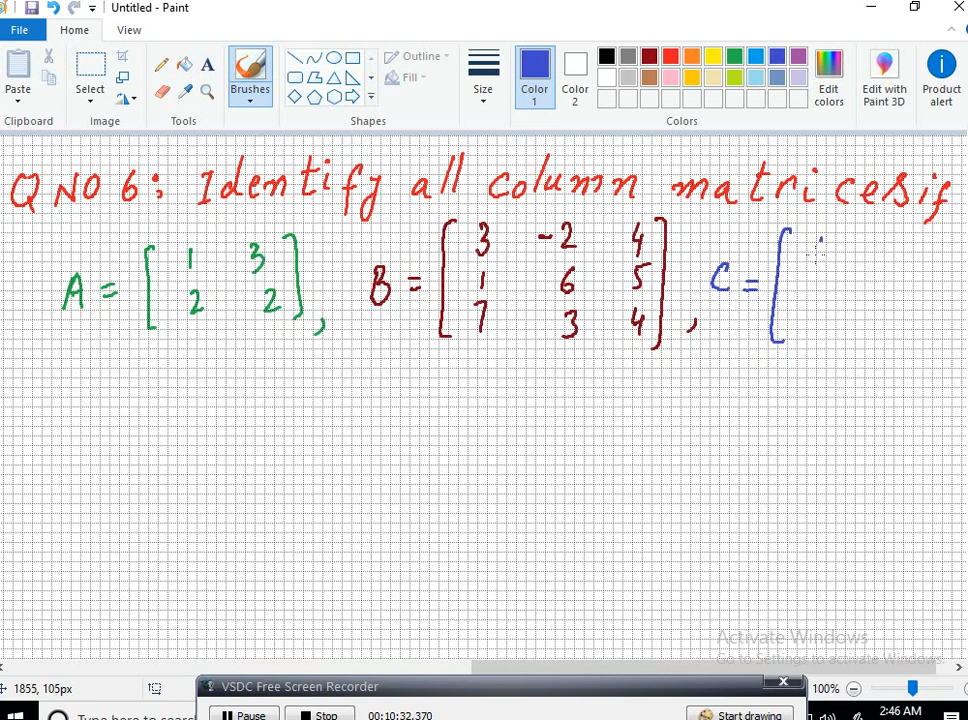 Untitled - Paint
File Home View
Paste Select Brushes Outline Fill Size Color 1 Color 2 Edit colors Edit with Paint 3D Product alert
Clipboard Image Tools Shapes Colors
Q NO 6: Identify all column matrices if
A = [ 1 3
2 2 ] ,
B = [ 3 -2 4
1 6 5
7 3 4 ] ,
C = [
Activate Windows
Go to Settings to activate Windows.
1855, 105px 100%
VSDC Free Screen Recorder
Pause Stop 00:10:32.370 Start drawing
2:46 AM